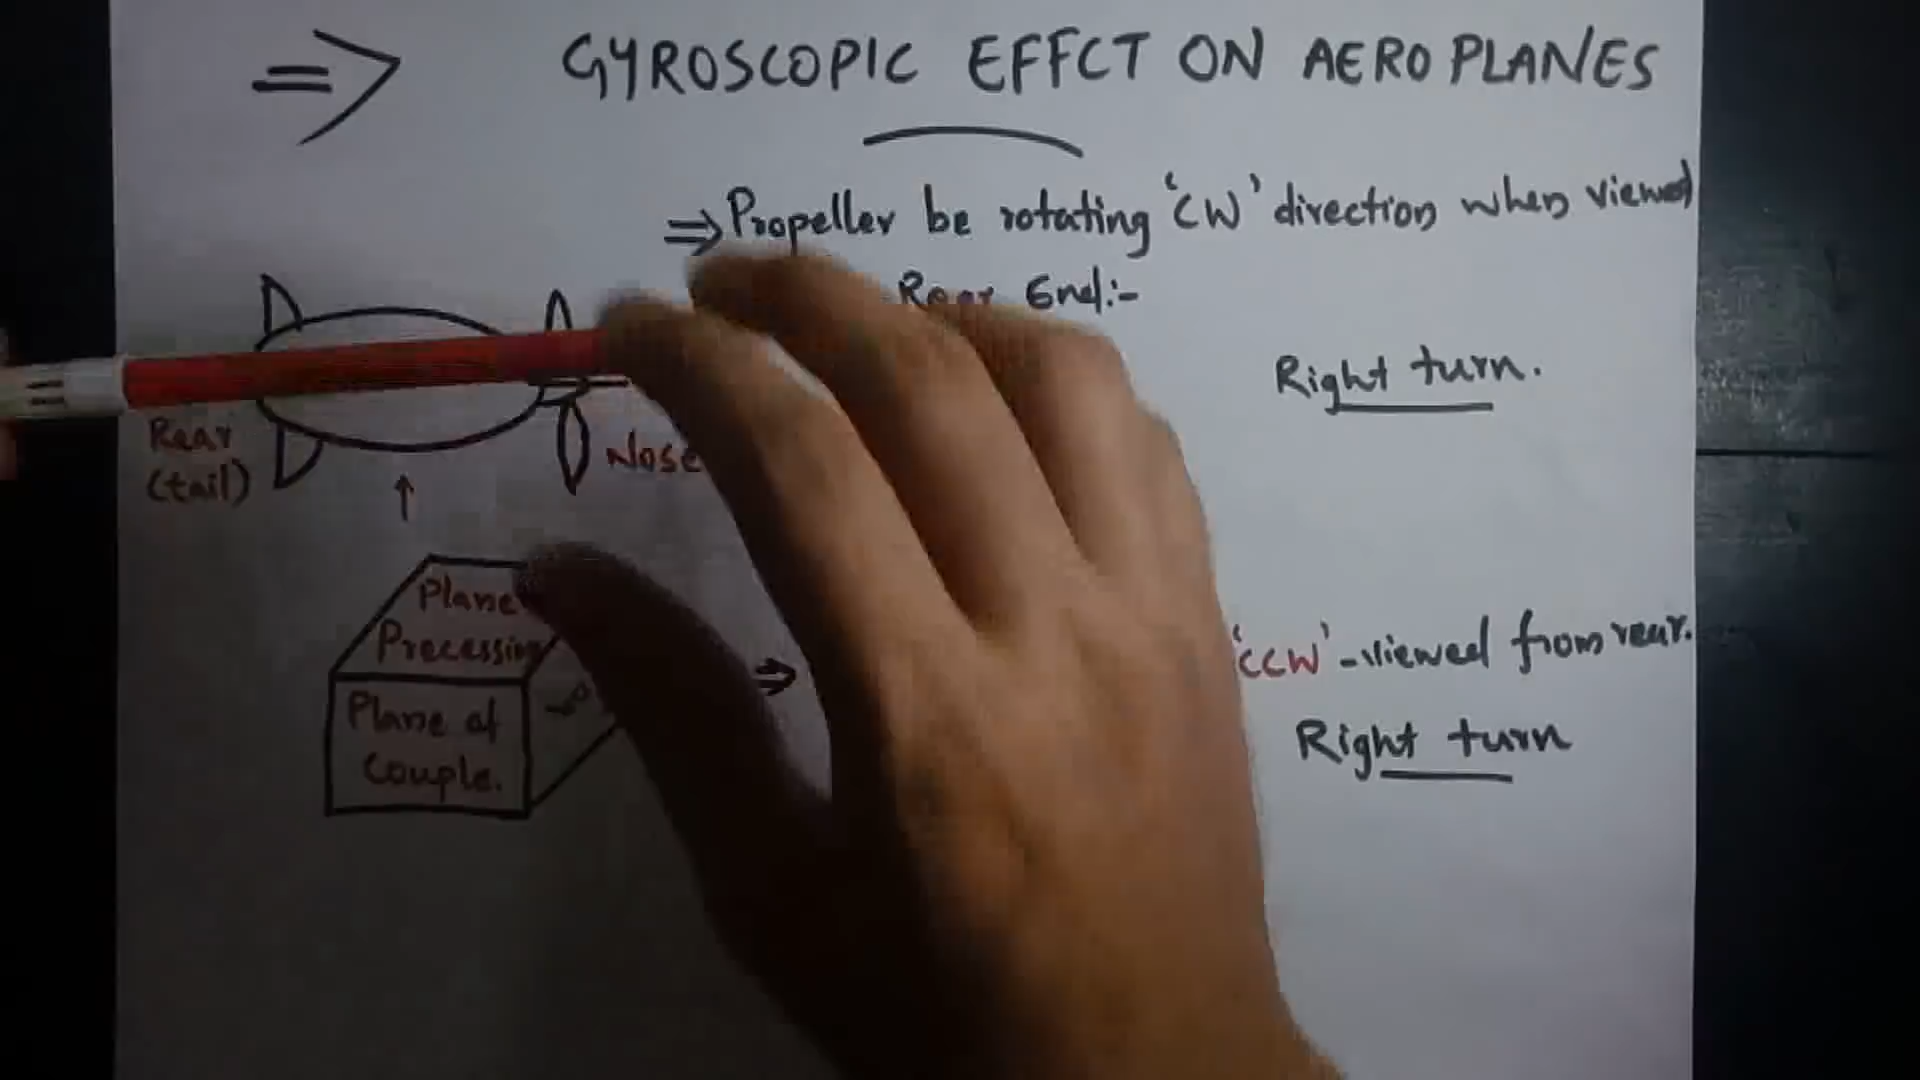 => GYROSCOPIC EFFCT ON AEROPLANES
=> Propeller be rotating 'CW' direction when viewed
Rear End:-
Right turn.
Rear
(tail)
Nose
Plane
Precessing
Plane of
Couple.
=>
'CCW' - viewed from rear.
Right turn